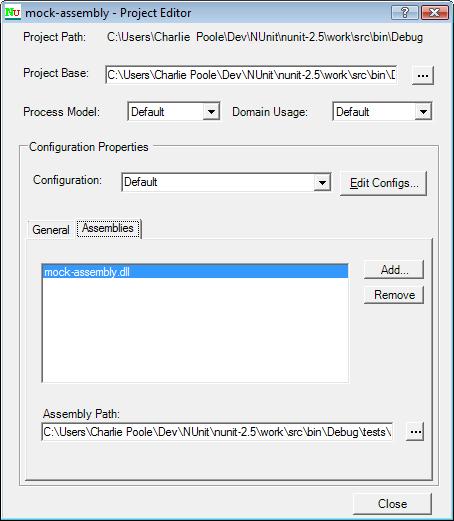 NU mock-assembly - Project Editor
Project Path: C:\Users\Charlie Poole\Dev\NUnit\nunit-2.5\work\src\bin\Debug
Project Base: C:\Users\Charlie Poole\Dev\NUnit\nunit-2.5\work\src\bin\D ...
Process Model: Default Domain Usage: Default
Configuration Properties
Configuration: Default Edit Configs...
General Assemblies
mock-assembly.dll Add...
Remove
Assembly Path:
C:\Users\Charlie Poole\Dev\NUnit\nunit-2.5\work\src\bin\Debug\tests\ ...
Close